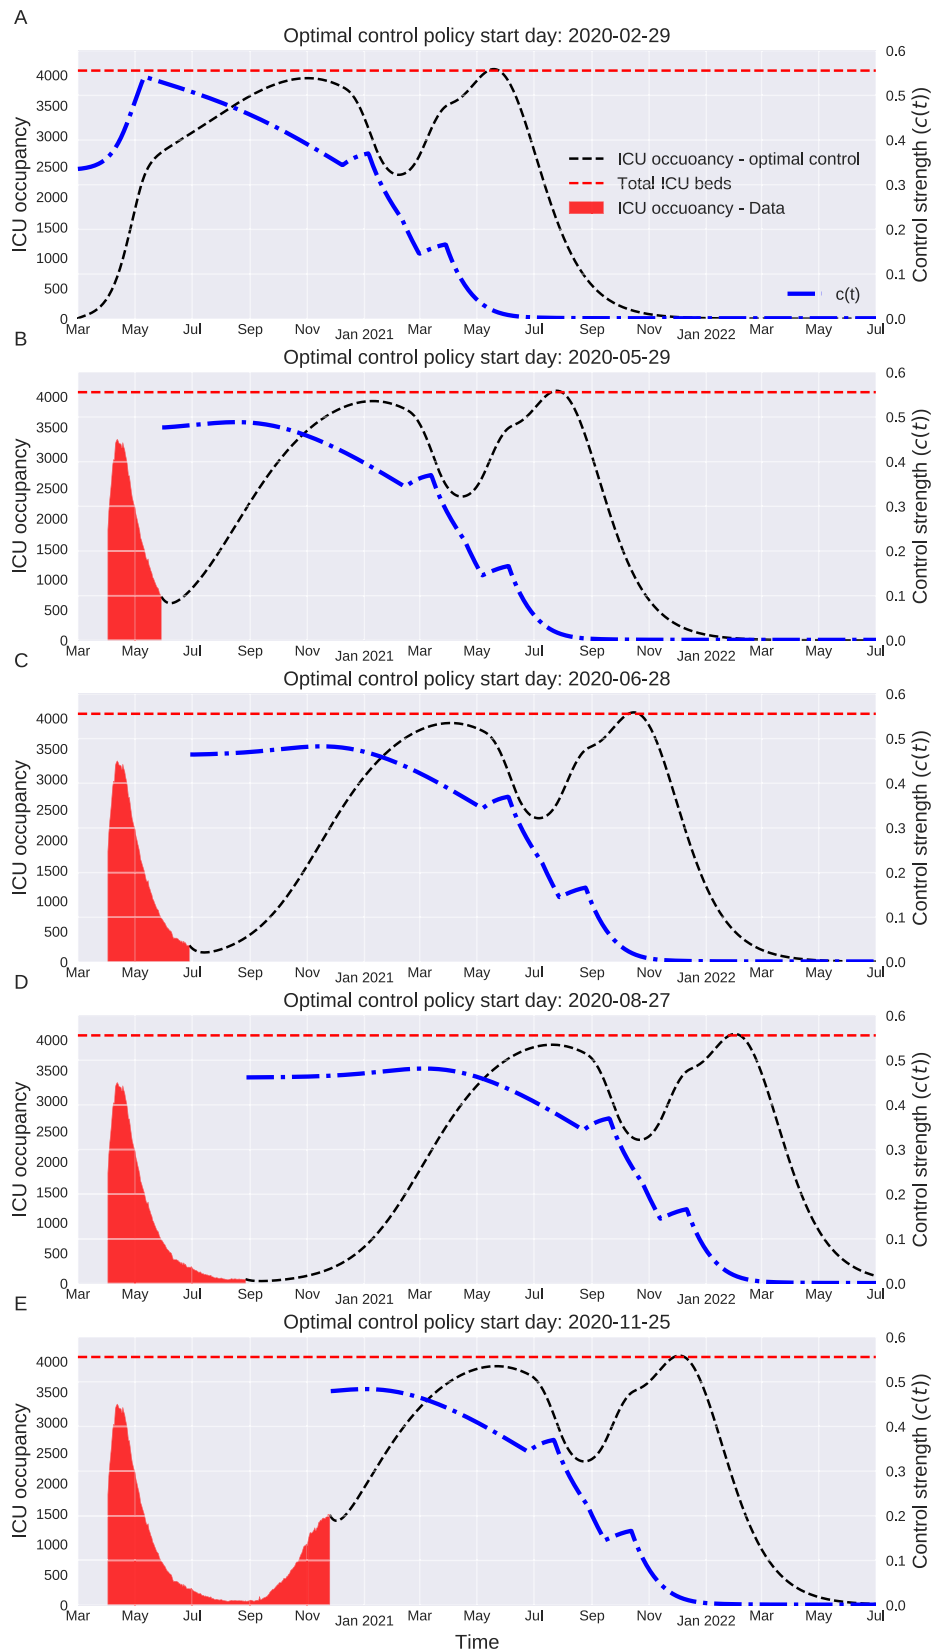 A
Optimal control policy start day: 2020-02-29
ICU occupancy
4000
3500
3000
2500
2000
1500
1000
500
0
0.6
0.5
0.4
0.3
0.2
0.1
0.0
Control strength (c(t))
ICU occuoancy - optimal control
Total ICU beds
ICU occuoancy - Data
c(t)
Mar May Jul Sep Nov Jan 2021 Mar May Jul Sep Nov Jan 2022 Mar May Jul
B
Optimal control policy start day: 2020-05-29
ICU occupancy
4000
3500
3000
2500
2000
1500
1000
500
0
0.6
0.5
0.4
0.3
0.2
0.1
0.0
Control strength (c(t))
Mar May Jul Sep Nov Jan 2021 Mar May Jul Sep Nov Jan 2022 Mar May Jul
C
Optimal control policy start day: 2020-06-28
ICU occupancy
4000
3500
3000
2500
2000
1500
1000
500
0
0.6
0.5
0.4
0.3
0.2
0.1
0.0
Control strength (c(t))
Mar May Jul Sep Nov Jan 2021 Mar May Jul Sep Nov Jan 2022 Mar May Jul
D
Optimal control policy start day: 2020-08-27
ICU occupancy
4000
3500
3000
2500
2000
1500
1000
500
0
0.6
0.5
0.4
0.3
0.2
0.1
0.0
Control strength (c(t))
Mar May Jul Sep Nov Jan 2021 Mar May Jul Sep Nov Jan 2022 Mar May Jul
E
Optimal control policy start day: 2020-11-25
ICU occupancy
4000
3500
3000
2500
2000
1500
1000
500
0
0.6
0.5
0.4
0.3
0.2
0.1
0.0
Control strength (c(t))
Mar May Jul Sep Nov Jan 2021 Mar May Jul Sep Nov Jan 2022 Mar May Jul
Time